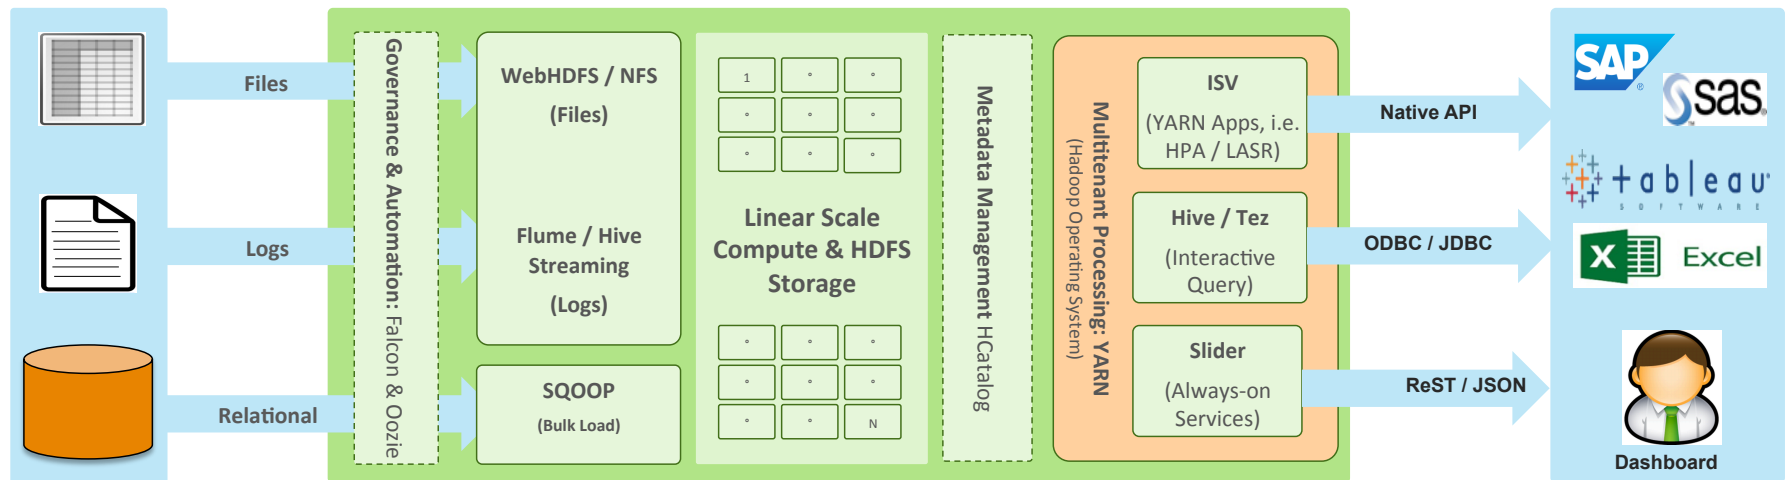 Files
Logs
Relational
Governance & Automation: Falcon & Oozie
WebHDFS / NFS
(Files)
Flume / Hive
Streaming
(Logs)
SQOOP
(Bulk Load)
1 ° °
° ° °
° ° °
Linear Scale
Compute & HDFS
Storage
° ° °
° ° °
° ° N
Metadata Management HCatalog
Multitenant Processing: YARN
(Hadoop Operating System)
ISV
(YARN Apps, i.e.
HPA / LASR)
Hive / Tez
(Interactive
Query)
Slider
(Always-on
Services)
Native API
ODBC / JDBC
ReST / JSON
SAP®
sas®
™
+ableau®
SOFTWARE
X Excel
Dashboard